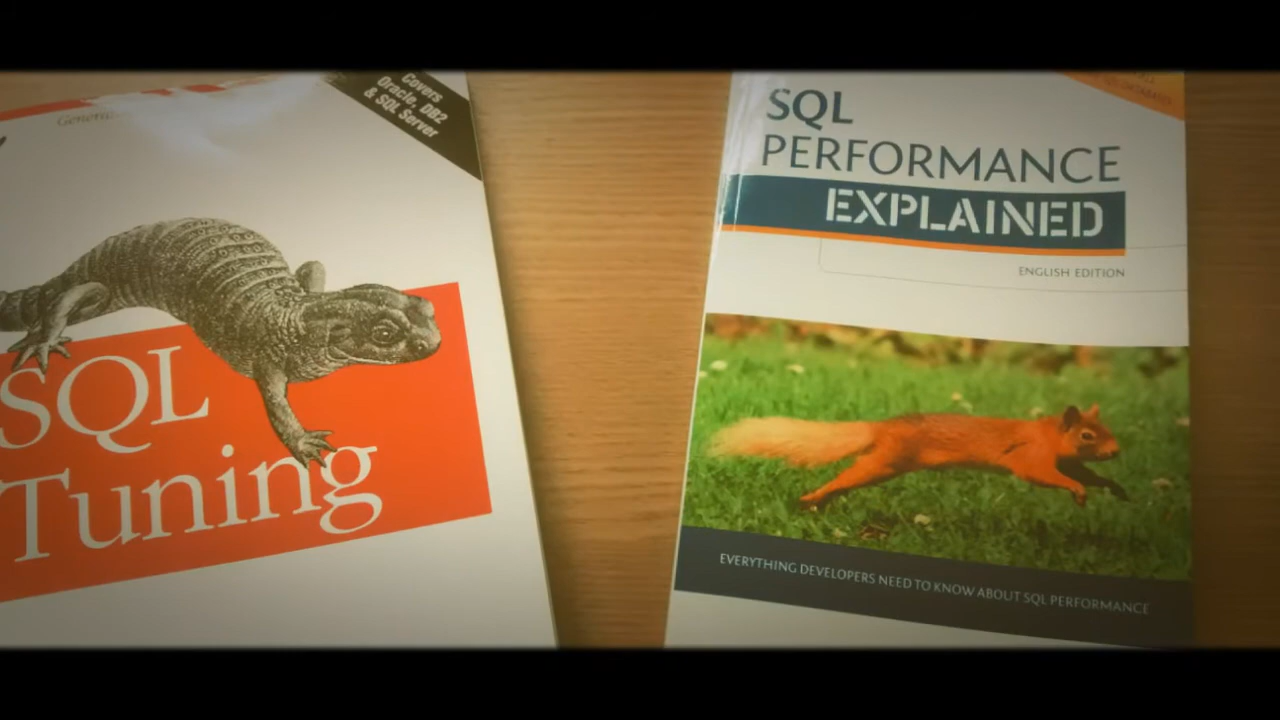 Covers
Oracle, DB2
& SQL Server
SQL
Tuning
SQL
PERFORMANCE
EXPLAINED
ENGLISH EDITION
EVERYTHING DEVELOPERS NEED TO KNOW ABOUT SQL PERFORMANCE